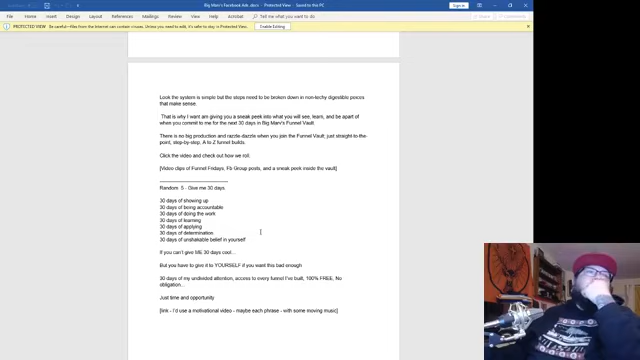 Big Marv's Facebook Ads .docx - Protected View - Saved to this PC
Sign in
File Insert Draw Design Layout References Mailings Review View Help Acrobat Tell me what you want to do
Share Comments
PROTECTED VIEW Be careful—files from the Internet can contain viruses. Unless you need to edit, it's safer to stay in Protected View. Enable Editing
Look the system is simple but the steps need to be broken down in non-techy digestible pieces
that make sense.
That is why I want am giving you a sneak peek into what you will see, learn, and be apart of
when you commit to me for the next 30 days in Big Marv's Funnel Vault.
There is no big production and razzle-dazzle when you join the Funnel Vault; just straight-to-the-
point, step-by-step, A to Z funnel builds.
Click the video and check out how we roll.
[Video clips of Funnel Fridays, Fb Group posts, and a sneak peek inside the vault]
Random 5 - Give me 30 days
30 days of showing up
30 days of being accountable
30 days of doing the work
30 days of learning
30 days of applying
30 days of determination
30 days of unshakable belief in yourself
If you can't give ME 30 days cool...
But you have to give it to YOURSELF if you want this bad enough
30 days of my undivided attention, access to every funnel I've built, 100% FREE, No
obligation...
Just time and opportunity
[link - I'd use a motivational video - maybe each phrase - with some moving music]